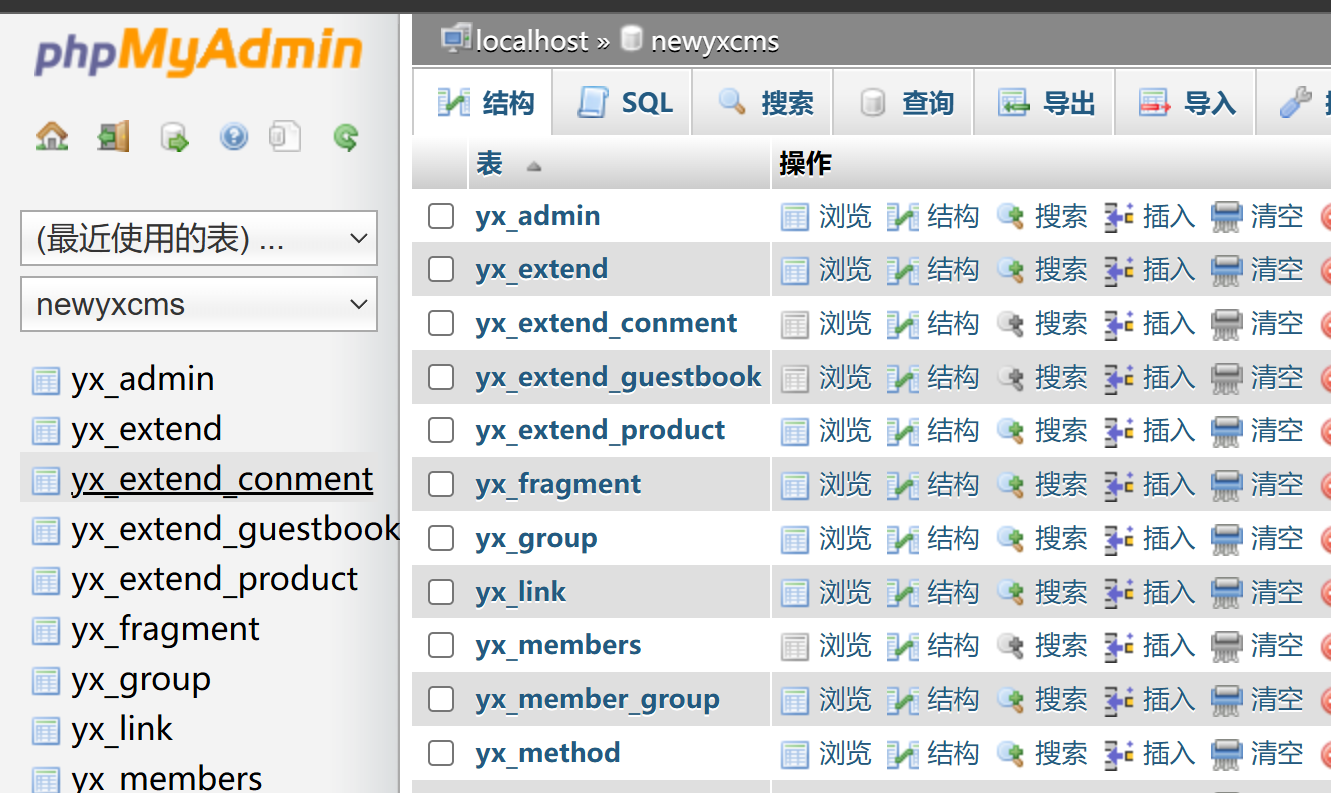 phpMyAdmin
(最近使用的表) ...
newyxcms
yx_admin
yx_extend
yx_extend_conment
yx_extend_guestbook
yx_extend_product
yx_fragment
yx_group
yx_link
yx_members
localhost » newyxcms
结构 SQL 搜索 查询 导出 导入
表 操作
yx_admin 浏览 结构 搜索 插入 清空
yx_extend 浏览 结构 搜索 插入 清空
yx_extend_conment 浏览 结构 搜索 插入 清空
yx_extend_guestbook 浏览 结构 搜索 插入 清空
yx_extend_product 浏览 结构 搜索 插入 清空
yx_fragment 浏览 结构 搜索 插入 清空
yx_group 浏览 结构 搜索 插入 清空
yx_link 浏览 结构 搜索 插入 清空
yx_members 浏览 结构 搜索 插入 清空
yx_member_group 浏览 结构 搜索 插入 清空
yx_method 浏览 结构 搜索 插入 清空